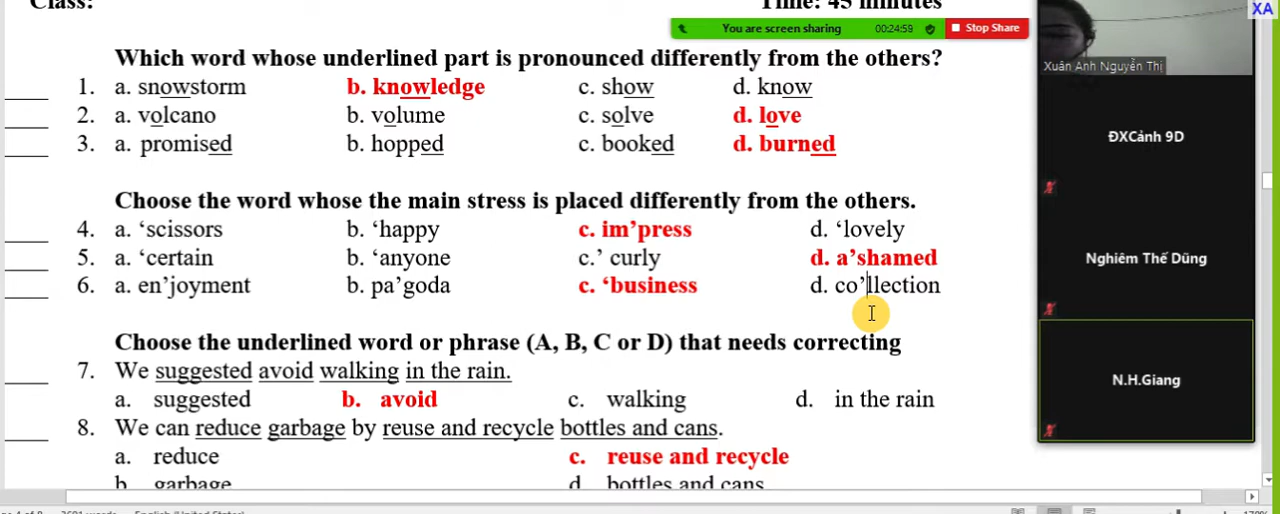 Class:
Time: 45 minutes
XA
You are screen sharing 00:24:59 Stop Share
Xuân Anh Nguyễn Thị
Which word whose underlined part is pronounced differently from the others?
1. a. snowstorm b. knowledge c. show d. know
2. a. volcano b. volume c. solve d. love
3. a. promised b. hopped c. booked d. burned
ĐXCảnh 9D
Choose the word whose the main stress is placed differently from the others.
4. a. ‘scissors b. ‘happy c. im’press d. ‘lovely
5. a. ‘certain b. ‘anyone c.’ curly d. a’shamed
6. a. en’joyment b. pa’goda c. ‘business d. co’llection
Nghiêm Thế Dũng
Choose the underlined word or phrase (A, B, C or D) that needs correcting
7. We suggested avoid walking in the rain.
a. suggested b. avoid c. walking d. in the rain
N.H.Giang
8. We can reduce garbage by reuse and recycle bottles and cans.
a. reduce c. reuse and recycle
b. garbage d. bottles and cans